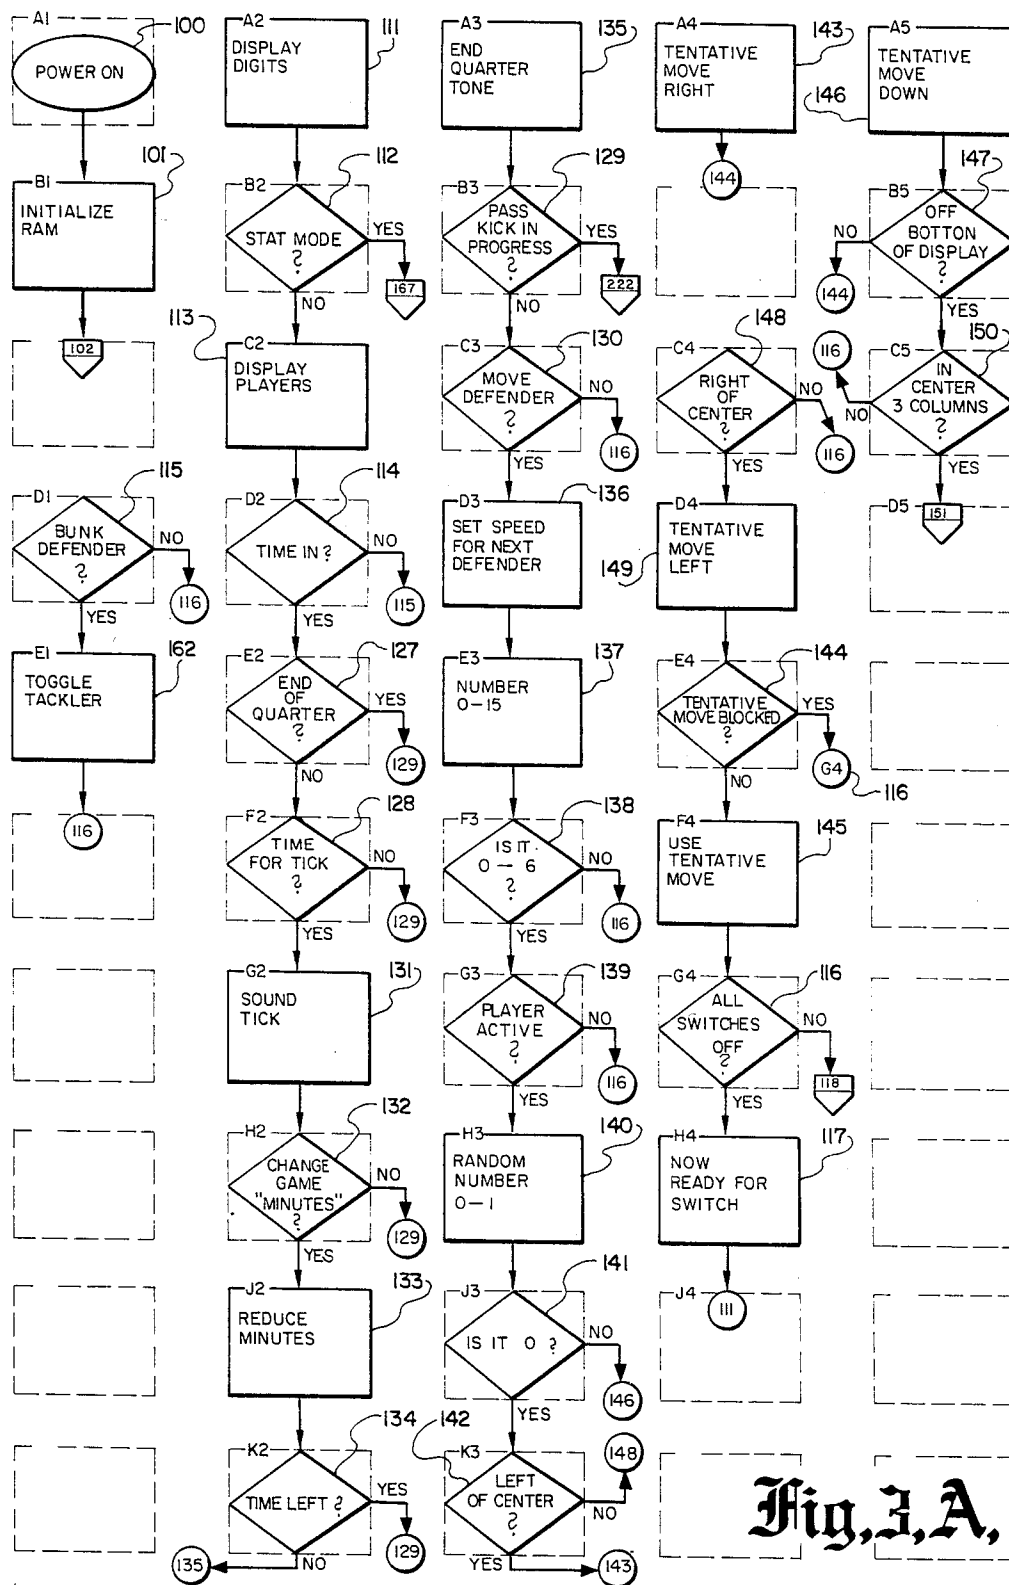 A1
100
POWER ON
101
B1
INITIALIZE
RAM
102
115
D1
BUNK
DEFENDER
?
NO
116
YES
E1
162
TOGGLE
TACKLER
116
A2
111
DISPLAY
DIGITS
112
B2
STAT MODE
?
YES
167
NO
113
C2
DISPLAY
PLAYERS
114
D2
TIME IN ?
NO
115
YES
127
E2
END
OF
QUARTER
?
YES
129
NO
128
F2
TIME
FOR TICK
?
NO
129
YES
G2
131
SOUND
TICK
132
H2
CHANGE
GAME
"MINUTES"
?
NO
129
YES
133
J2
REDUCE
MINUTES
134
K2
TIME LEFT ?
YES
129
NO
135
A3
135
END
QUARTER
TONE
129
B3
PASS
KICK IN
PROGRESS
?
YES
222
NO
130
C3
MOVE
DEFENDER
?
NO
116
YES
136
D3
SET SPEED
FOR NEXT
DEFENDER
E3
137
NUMBER
0-15
138
F3
IS IT
0 - 6
?
NO
116
YES
139
G3
PLAYER
ACTIVE
?
NO
116
YES
H3
140
RANDOM
NUMBER
0-1
141
J3
IS IT 0 ?
NO
146
YES
142
K3
LEFT
OF CENTER
?
148
NO
YES
143
A4
143
TENTATIVE
MOVE
RIGHT
144
148
C4
RIGHT
OF
CENTER
?
NO
116
YES
D4
TENTATIVE
MOVE
LEFT
149
144
E4
TENTATIVE
MOVE BLOCKED
?
YES
G4
116
NO
F4
145
USE
TENTATIVE
MOVE
116
G4
ALL
SWITCHES
OFF
?
NO
118
YES
H4
117
NOW
READY FOR
SWITCH
J4
111
A5
TENTATIVE
MOVE
DOWN
146
147
B5
OFF
BOTTON
OF DISPLAY
?
NO
144
YES
150
116
C5
IN
CENTER
3 COLUMNS
?
NO
YES
D5
151
Fig,3,A,